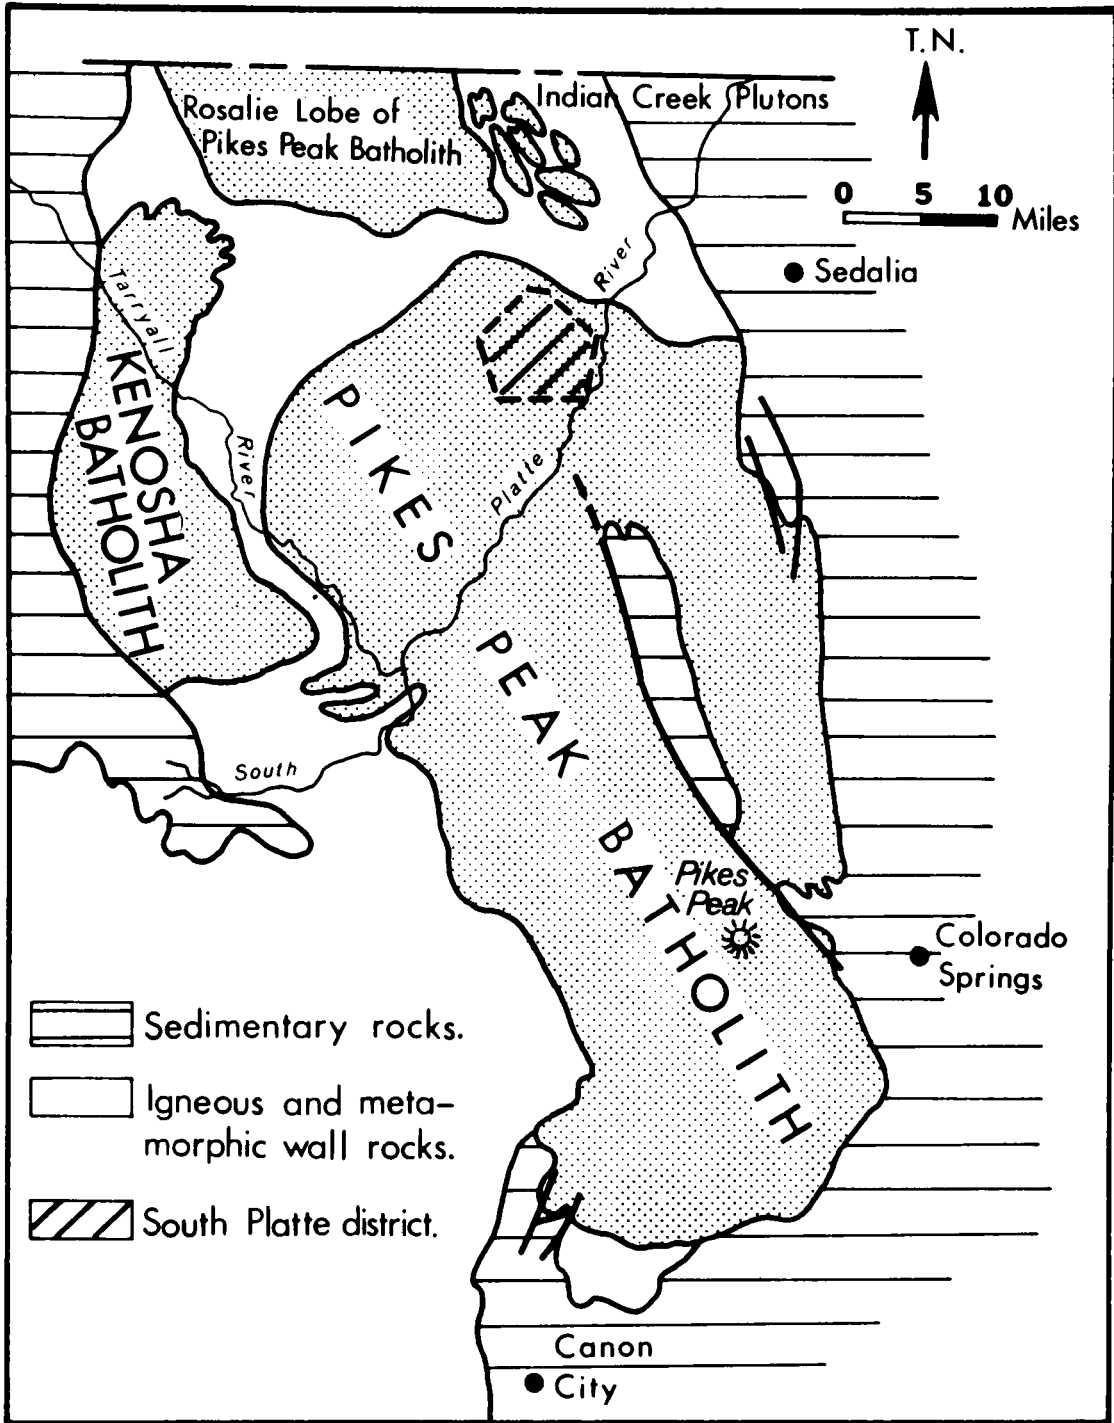 T.N.
Rosalie Lobe of
Pikes Peak Batholith
Indian Creek Plutons
0 5 10
Miles
River
Sedalia
Tarryall
River
KENOSHA
BATHOLITH
PIKES
Platte
PEAK
South
BATHOLITH
Pikes
Peak
Colorado
Springs
Sedimentary rocks.
Igneous and meta-
morphic wall rocks.
South Platte district.
Canon
City